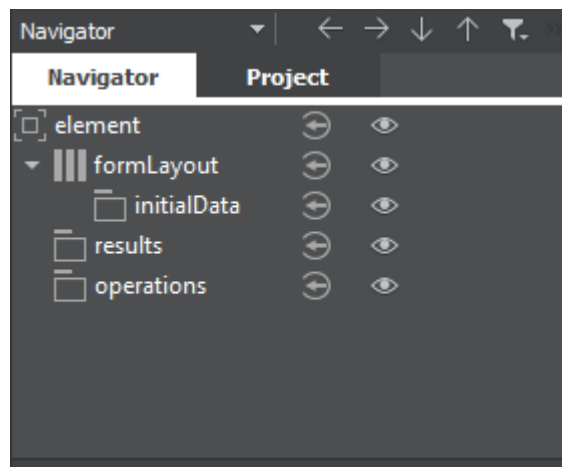 Navigator
Navigator Project
element
formLayout
initialData
results
operations